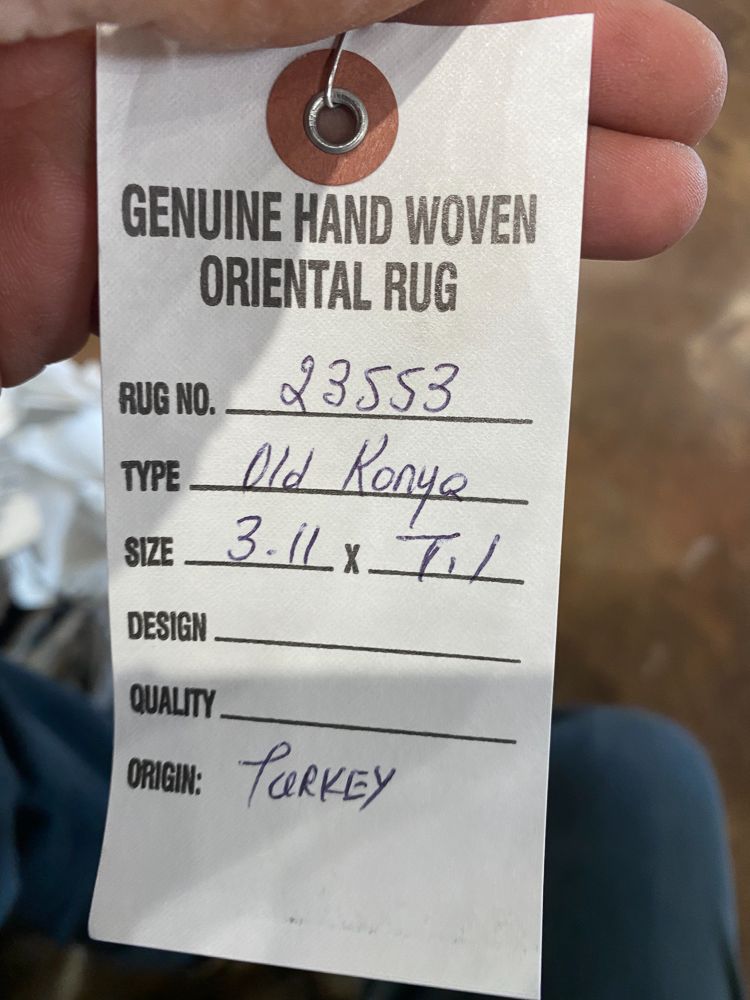 GENUINE HAND WOVEN
ORIENTAL RUG
RUG NO. 23553
TYPE Old Konya
SIZE 3.11 x 7.1
DESIGN
QUALITY
ORIGIN: TURKEY